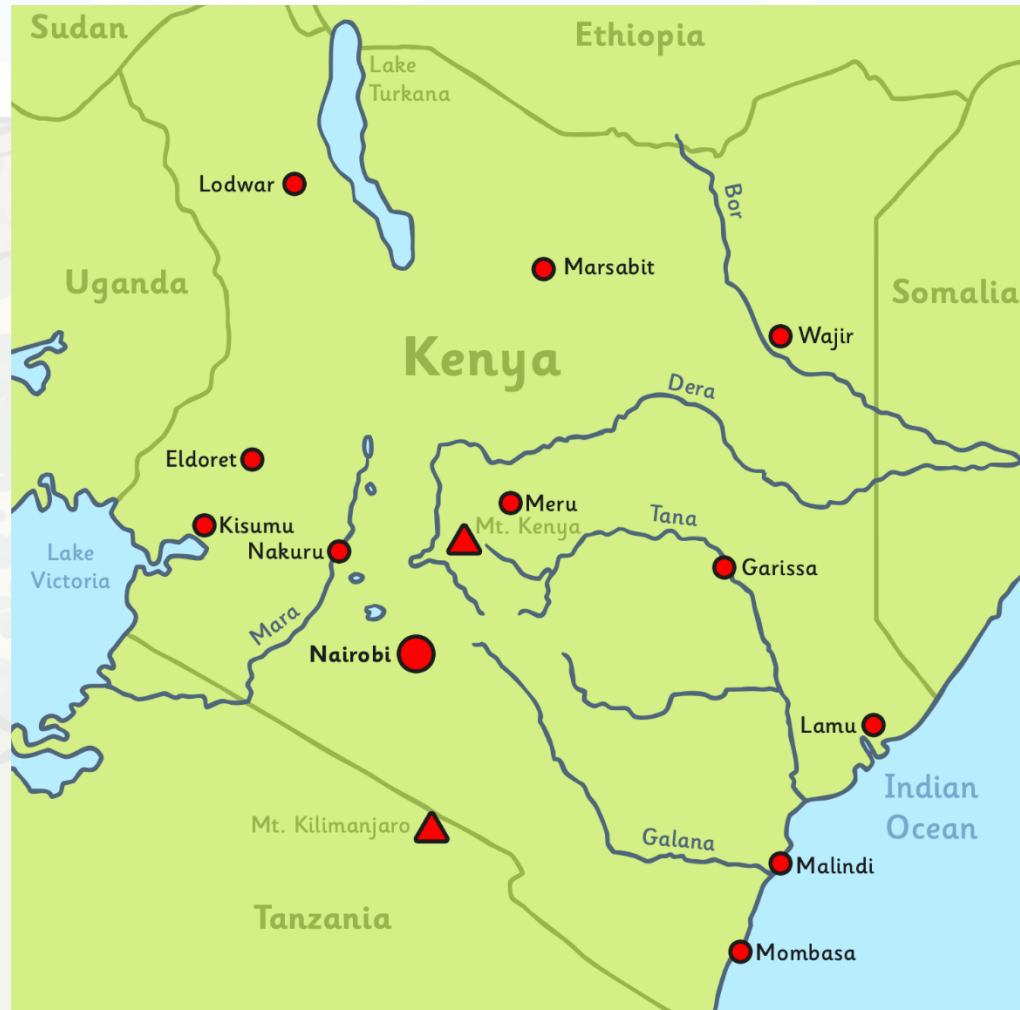 Sudan
Ethiopia
Lake
Turkana
Lodwar
Bor
Uganda
Marsabit
Somalia
Wajir
Kenya
Dera
Eldoret
Meru
Kisumu
Mt. Kenya
Tana
Nakuru
Lake
Victoria
Garissa
Mara
Nairobi
Lamu
Indian
Ocean
Mt. Kilimanjaro
Galana
Malindi
Tanzania
Mombasa